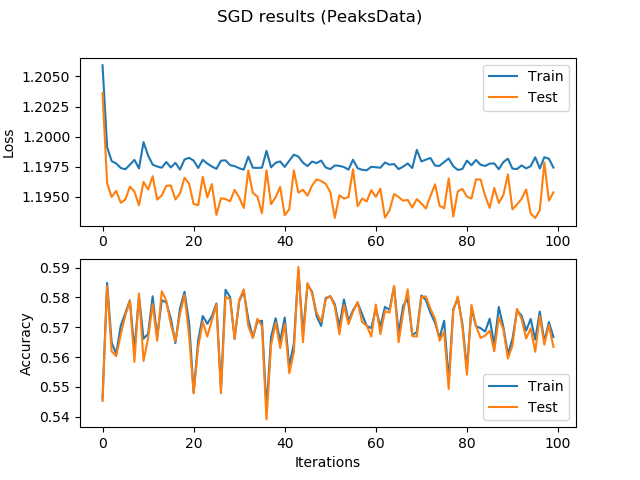 SGD results (PeaksData)
1.2050
1.2025
1.2000
1.1975
1.1950
Loss
Train
Test
0 20 40 60 80 100
0.59
0.58
0.57
0.56
0.55
0.54
Accuracy
Train
Test
0 20 40 60 80 100
Iterations